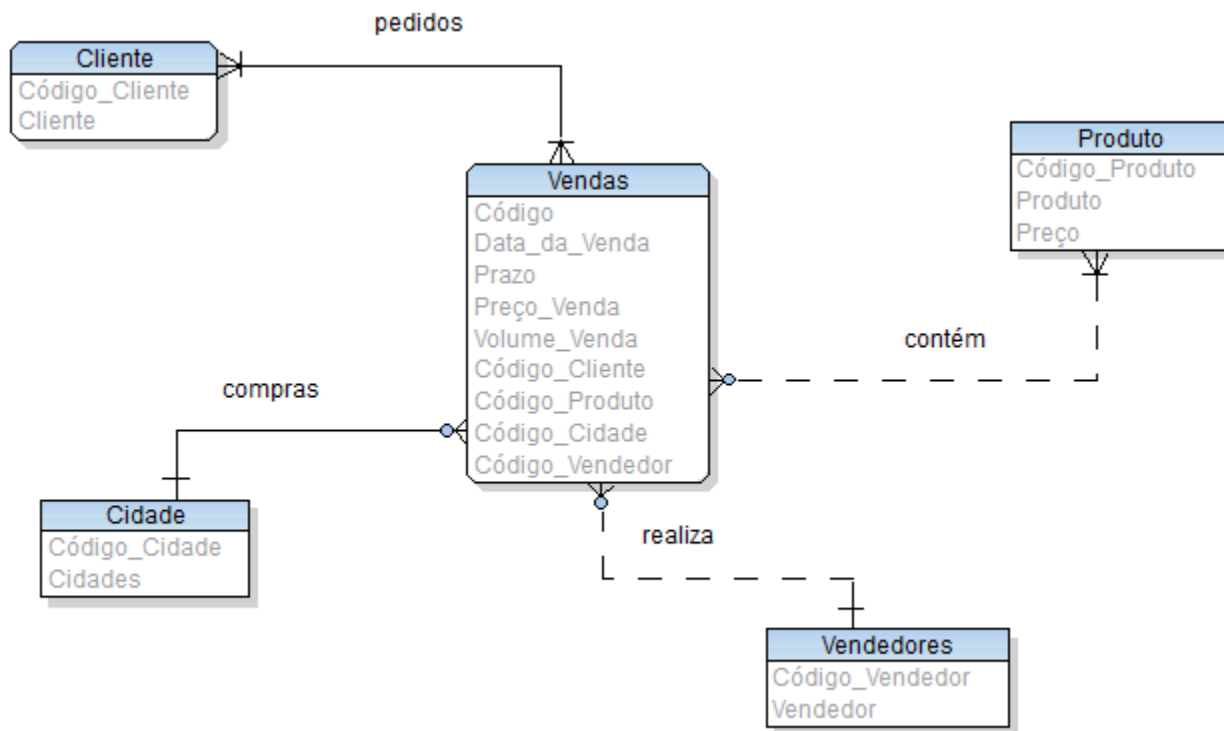 pedidos
Cliente
Código_Cliente
Cliente
Produto
Código_Produto
Produto
Preço
Vendas
Código
Data_da_Venda
Prazo
Preço_Venda
Volume_Venda
Código_Cliente
Código_Produto
Código_Cidade
Código_Vendedor
contém
compras
Cidade
Código_Cidade
Cidades
realiza
Vendedores
Código_Vendedor
Vendedor